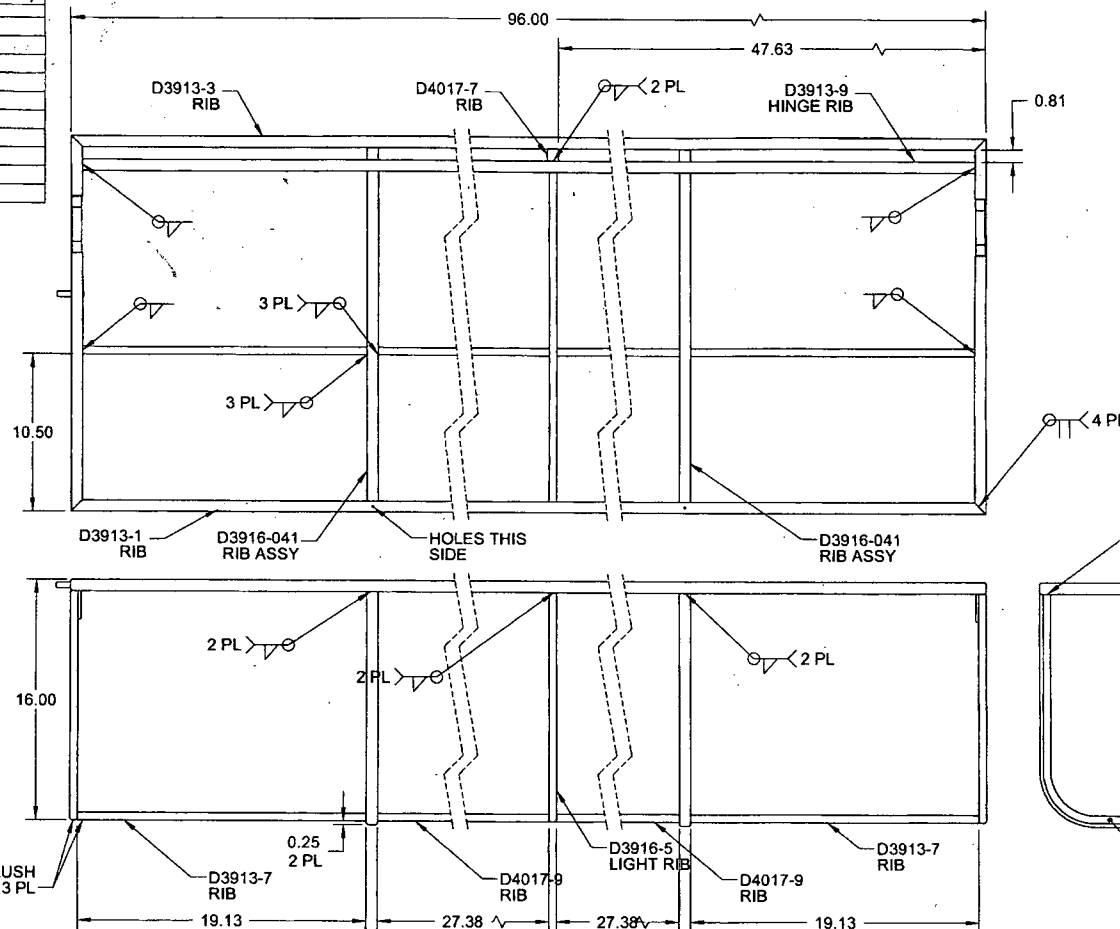 96.00
47.63
D3913-3
RIB
D4017-7
RIB
2 PL
D3913-9
HINGE RIB
0.81
3 PL
3 PL
10.50
4 PL
D3913-1
RIB
D3916-041
RIB ASSY
HOLES THIS
SIDE
D3916-041
RIB ASSY
2 PL
2 PL
2 PL
16.00
0.25
2 PL
D3916-5
LIGHT RIB
D3913-7
RIB
3 PL
D3913-7
RIB
D4017-9
RIB
D4017-9
RIB
19.13
27.38
27.38
19.13